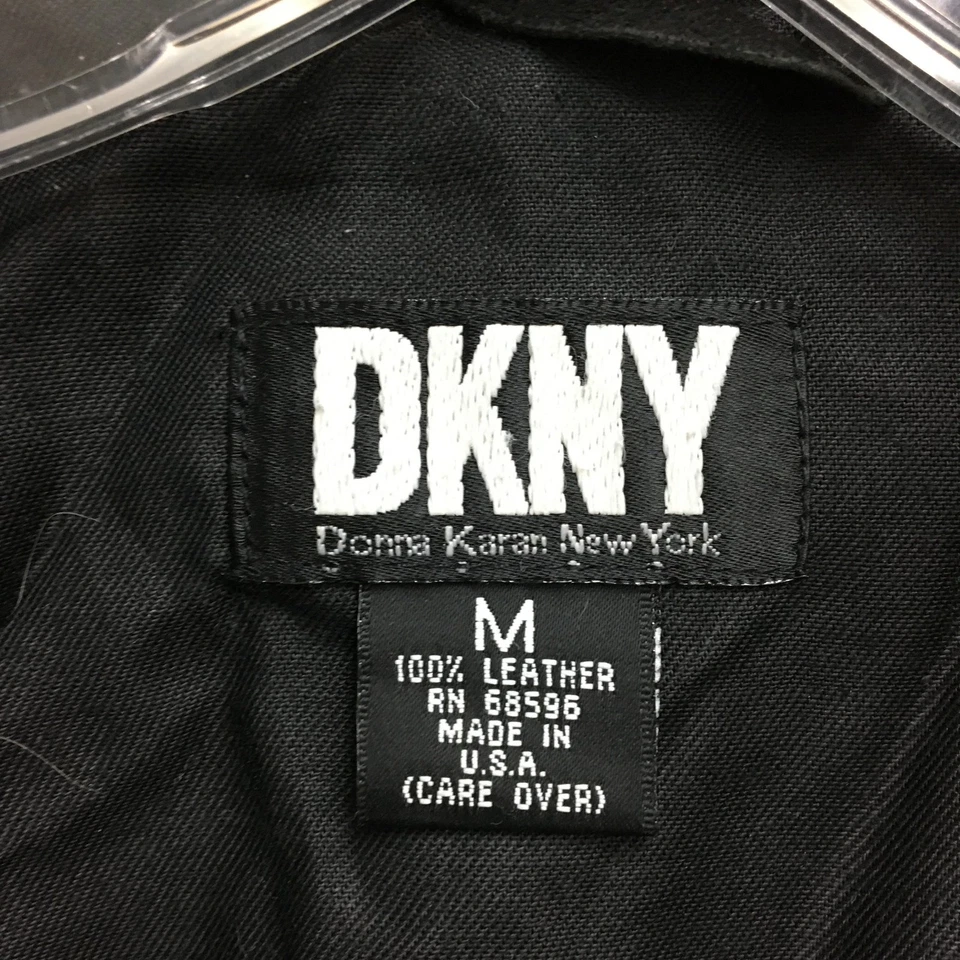 DKNY
Donna Karan New York
M
100% LEATHER
RN 68596
MADE IN
U.S.A.
(CARE OVER)